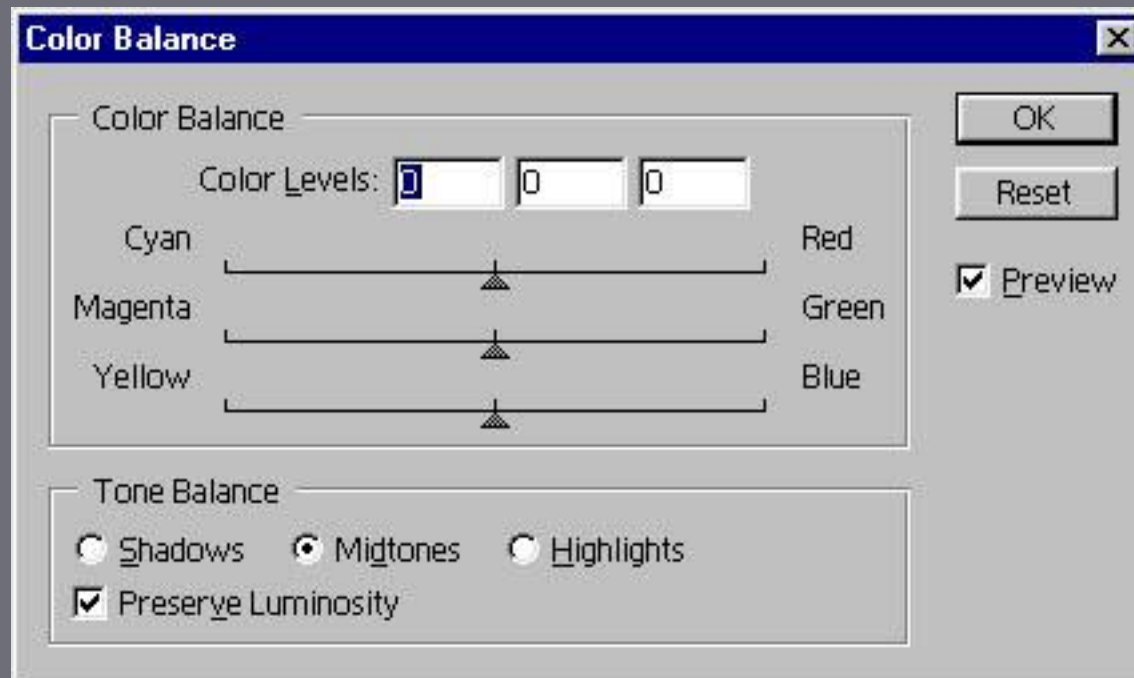 Color Balance
Color Balance
OK
Color Levels: 0 0 0
Reset
Cyan Red
Preview
Magenta Green
Yellow Blue
Tone Balance
Shadows Midtones Highlights
Preserve Luminosity